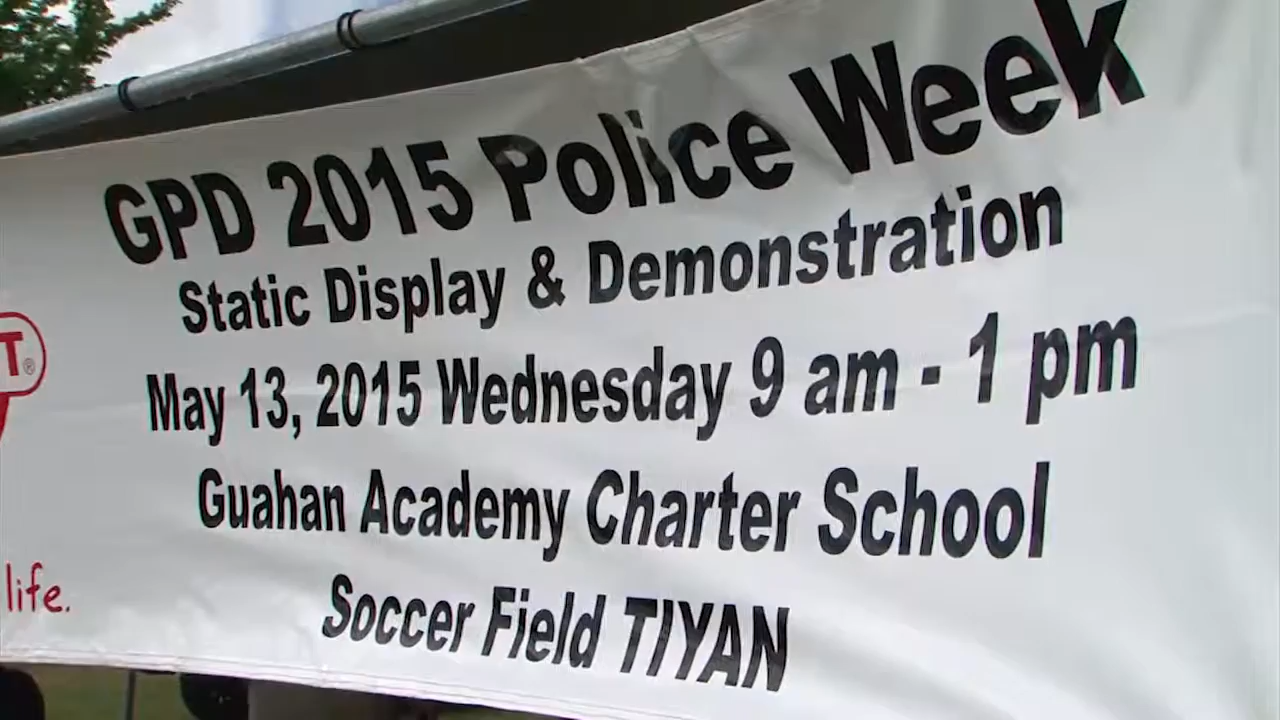 GPD 2015 Police Week
Static Display & Demonstration
May 13, 2015 Wednesday 9 am - 1 pm
Guahan Academy Charter School
Soccer Field TIYAN
T®
life.